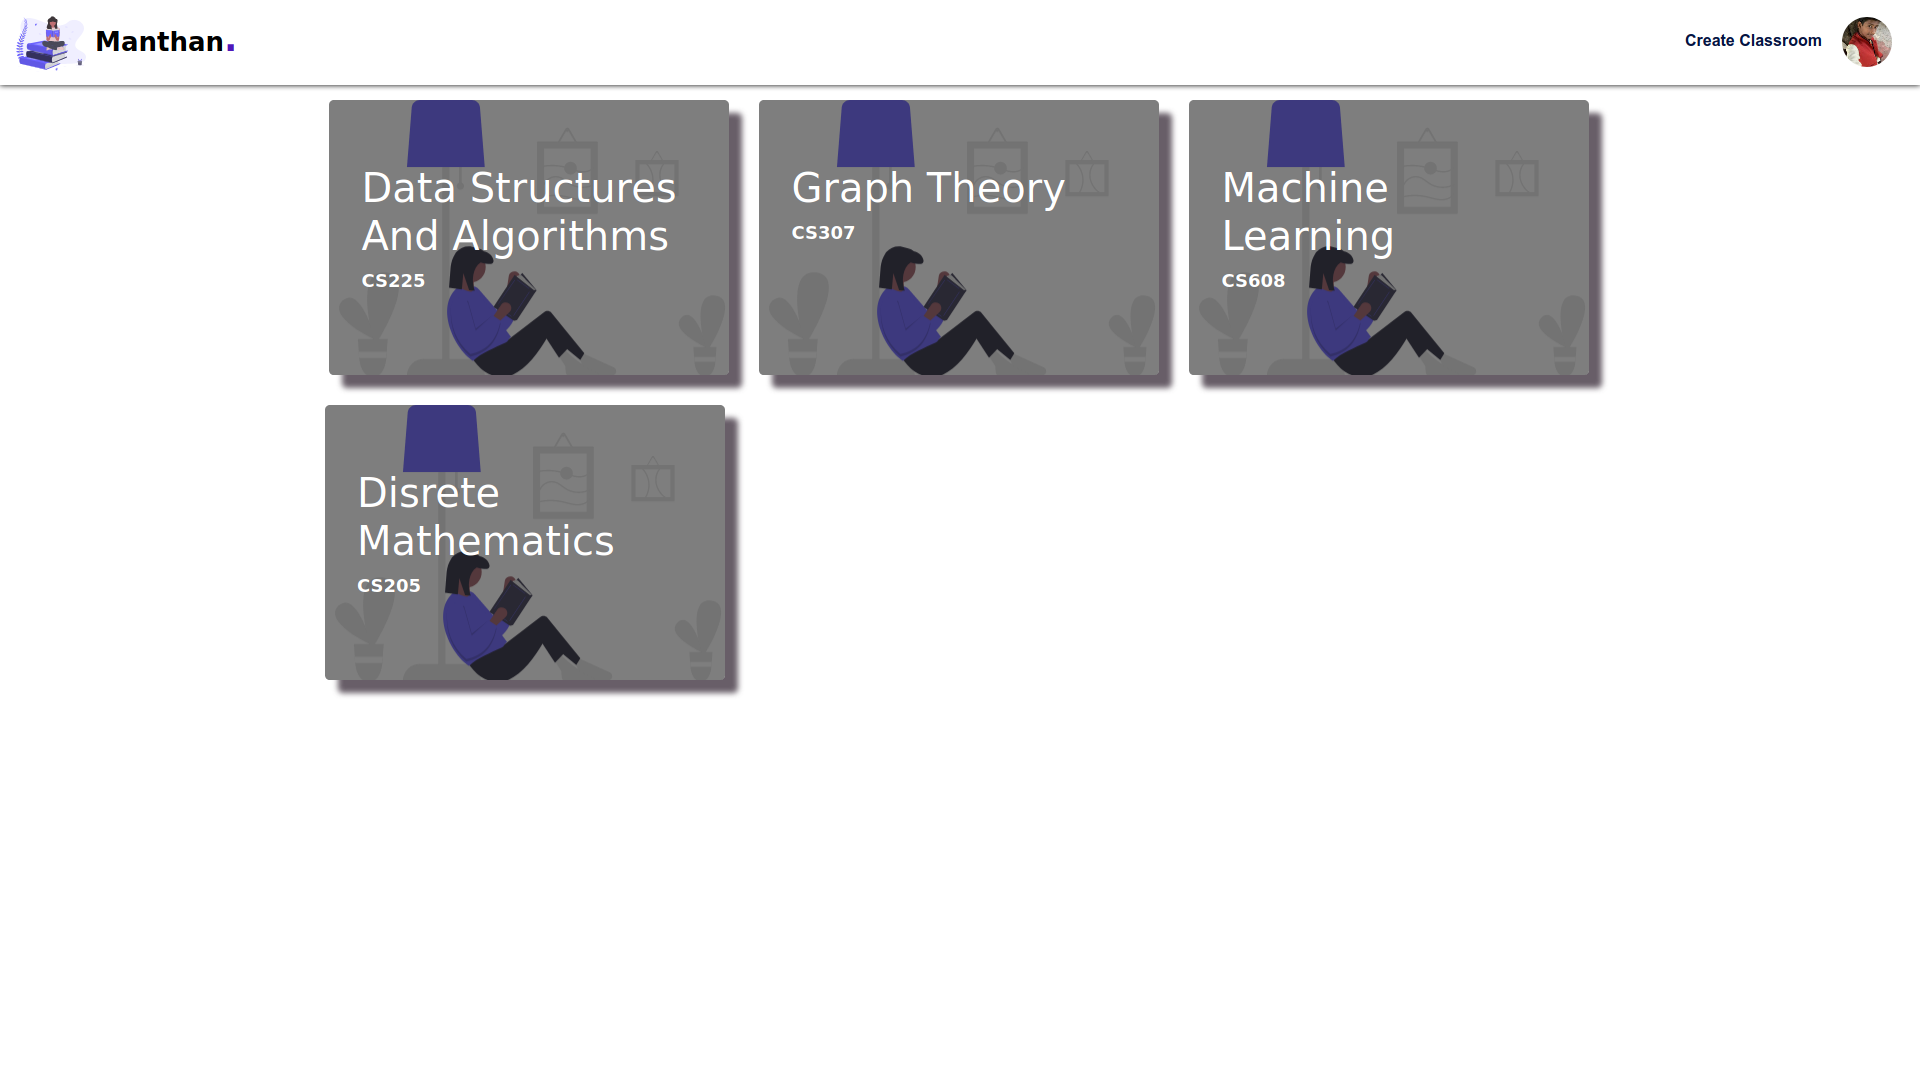 Manthan.
Create Classroom
Data Structures
And Algorithms
CS225
Graph Theory
CS307
Machine
Learning
CS608
Disrete
Mathematics
CS205